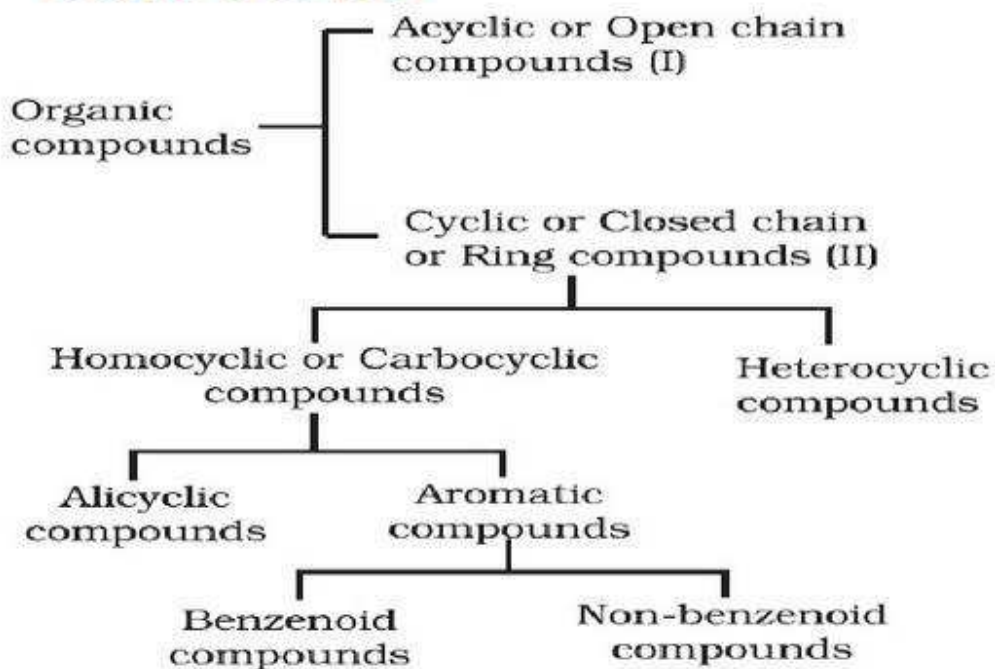 Acyclic or Open chain
compounds (I)
Organic
compounds
Cyclic or Closed chain
or Ring compounds (II)
Homocyclic or Carbocyclic
compounds
Heterocyclic
compounds
Alicyclic
compounds
Aromatic
compounds
Benzenoid
compounds
Non-benzenoid
compounds